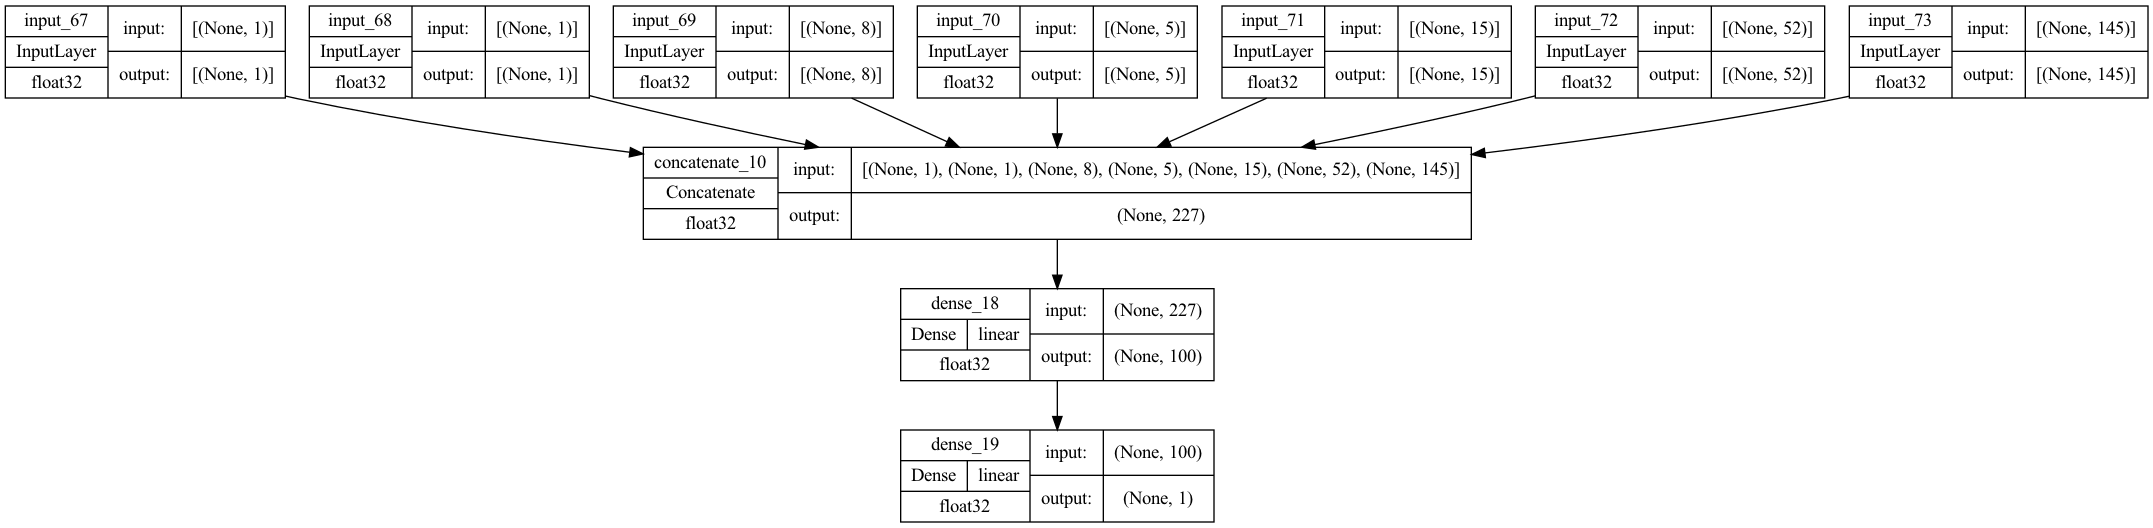 input_67
InputLayer
float32
input:
[(None, 1)]
output:
[(None, 1)]
input_68
InputLayer
float32
input:
[(None, 1)]
output:
[(None, 1)]
input_69
InputLayer
float32
input:
[(None, 8)]
output:
[(None, 8)]
input_70
InputLayer
float32
input:
[(None, 5)]
output:
[(None, 5)]
input_71
InputLayer
float32
input:
[(None, 15)]
output:
[(None, 15)]
input_72
InputLayer
float32
input:
[(None, 52)]
output:
[(None, 52)]
input_73
InputLayer
float32
input:
[(None, 145)]
output:
[(None, 145)]
concatenate_10
Concatenate
float32
input:
[(None, 1), (None, 1), (None, 8), (None, 5), (None, 15), (None, 52), (None, 145)]
output:
(None, 227)
dense_18
Dense linear
float32
input:
(None, 227)
output:
(None, 100)
dense_19
Dense linear
float32
input:
(None, 100)
output:
(None, 1)